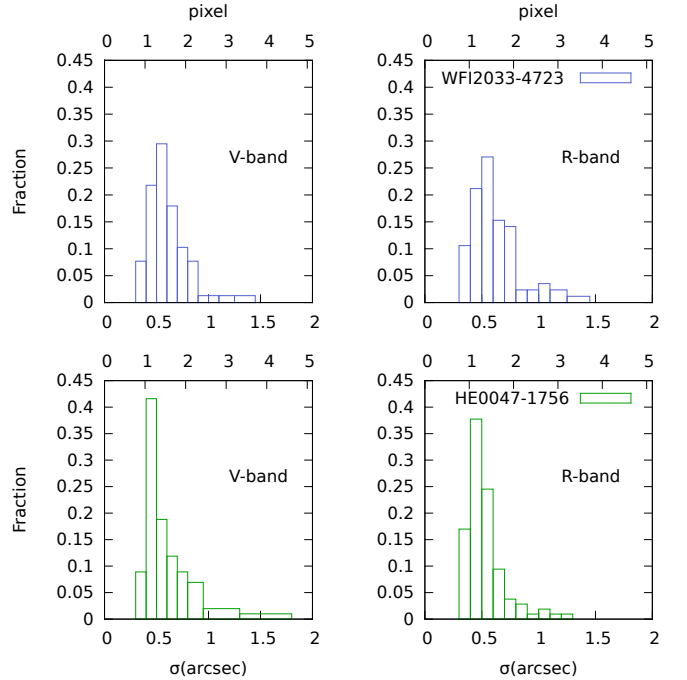 pixel pixel
0 1 2 3 4 5 0 1 2 3 4 5
0.45 0.45 WFI2033-4723
0.4 0.4
0.35 0.35
0.3 0.3
Fraction 0.25 V-band 0.25 R-band
0.2 0.2
0.15 0.15
0.1 0.1
0.05 0.05
0 0
0 0.5 1 1.5 2 0 0.5 1 1.5 2
0 1 2 3 4 5 0 1 2 3 4 5
0.45 0.45 HE0047-1756
0.4 0.4
0.35 0.35
0.3 0.3
Fraction 0.25 V-band 0.25 R-band
0.2 0.2
0.15 0.15
0.1 0.1
0.05 0.05
0 0
0 0.5 1 1.5 2 0 0.5 1 1.5 2
σ(arcsec) σ(arcsec)